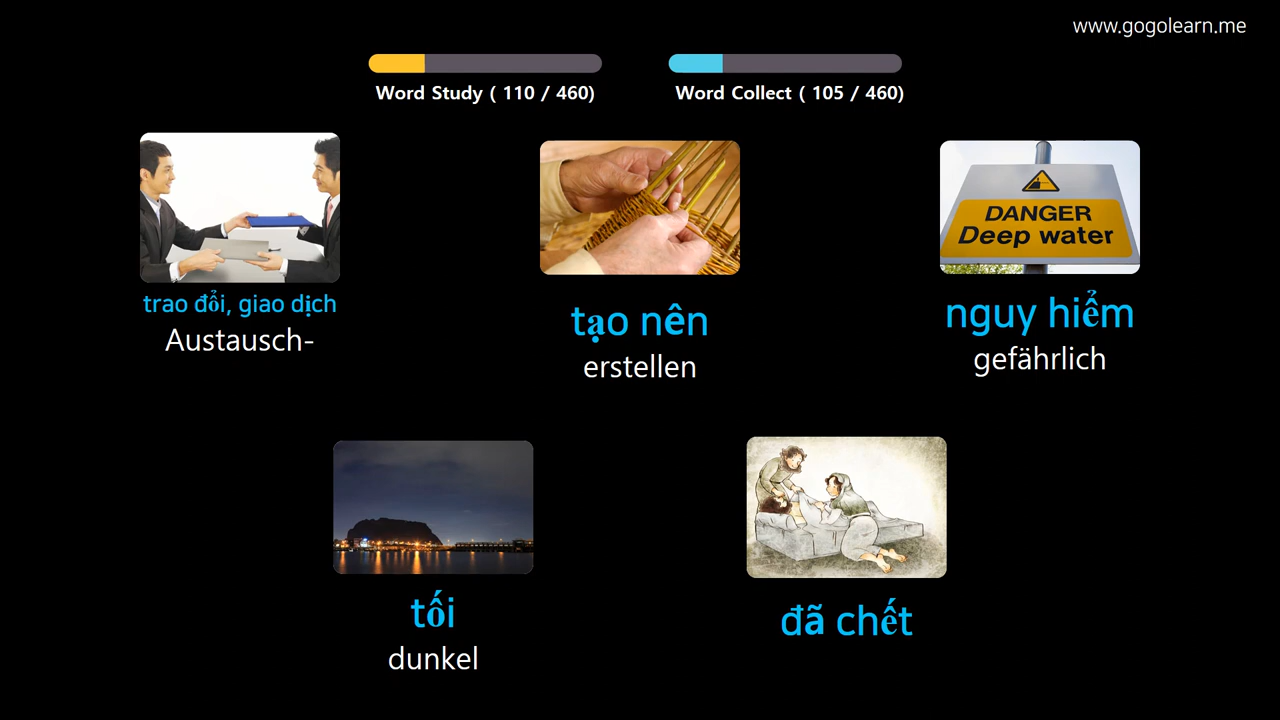 www.gogolearn.me
Word Study ( 110 / 460)
Word Collect ( 105 / 460)
DANGER
Deep water
trao đổi, giao dịch
Austausch-
tạo nên
erstellen
nguy hiểm
gefährlich
tối
dunkel
đã chết